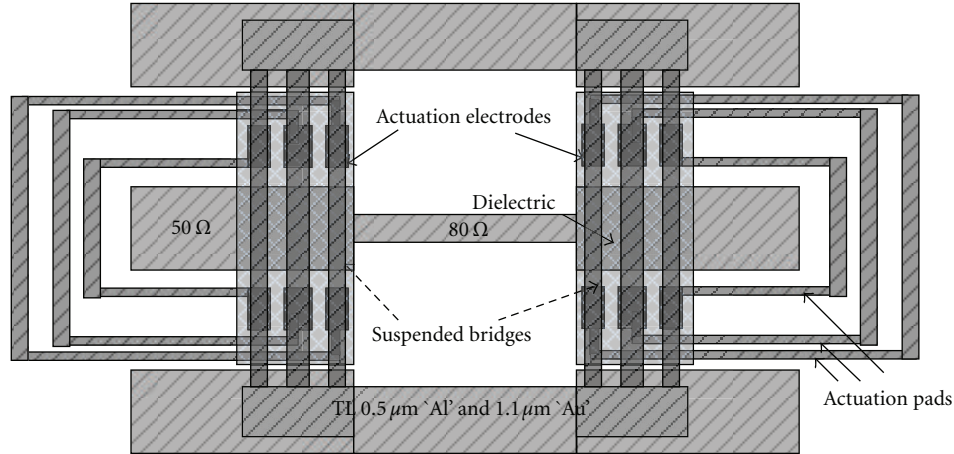 Actuation electrodes
Dielectric
50 Ω
80 Ω
Suspended bridges
TL 0.5 µm `Al' and 1.1 µm `Au'
Actuation pads